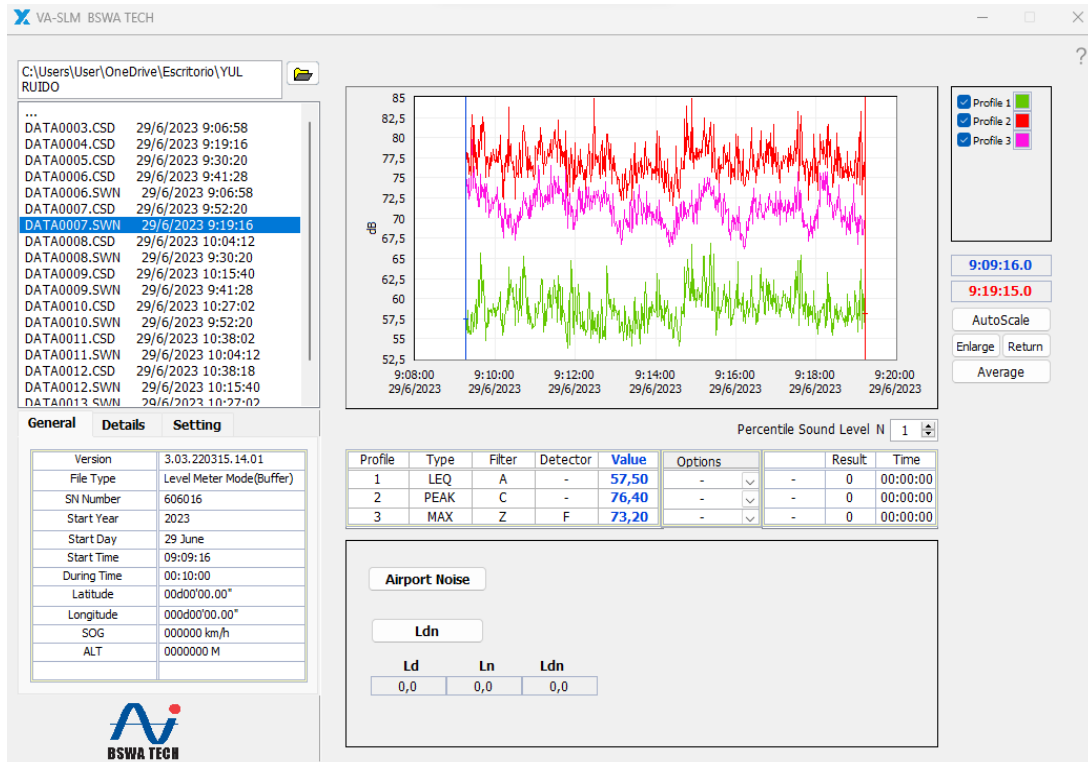 VA-SLM BSWA TECH
?
C:\Users\User\OneDrive\Escritorio\YUL
RUIDO
...
DATA0003.CSD 29/6/2023 9:06:58
DATA0004.CSD 29/6/2023 9:19:16
DATA0005.CSD 29/6/2023 9:30:20
DATA0006.CSD 29/6/2023 9:41:28
DATA0006.SWN 29/6/2023 9:06:58
DATA0007.CSD 29/6/2023 9:52:20
DATA0007.SWN 29/6/2023 9:19:16
DATA0008.CSD 29/6/2023 10:04:12
DATA0008.SWN 29/6/2023 9:30:20
DATA0009.CSD 29/6/2023 10:15:40
DATA0009.SWN 29/6/2023 9:41:28
DATA0010.CSD 29/6/2023 10:27:02
DATA0010.SWN 29/6/2023 9:52:20
DATA0011.CSD 29/6/2023 10:38:02
DATA0011.SWN 29/6/2023 10:04:12
DATA0012.CSD 29/6/2023 10:38:18
DATA0012.SWN 29/6/2023 10:15:40
DATA0013.SWN 29/6/2023 10:27:02
General Details Setting
Version 3.03.220315.14.01
File Type Level Meter Mode(Buffer)
SN Number 606016
Start Year 2023
Start Day 29 June
Start Time 09:09:16
During Time 00:10:00
Latitude 00d00'00.00"
Longitude 000d00'00.00"
SOG 000000 km/h
ALT 0000000 M
BSWA TECH
dB
85
82,5
80
77,5
75
72,5
70
67,5
65
62,5
60
57,5
55
52,5
9:08:00 9:10:00 9:12:00 9:14:00 9:16:00 9:18:00 9:20:00
29/6/2023 29/6/2023 29/6/2023 29/6/2023 29/6/2023 29/6/2023 29/6/2023
Profile 1
Profile 2
Profile 3
9:09:16.0
9:19:15.0
AutoScale
Enlarge Return
Average
Percentile Sound Level N 1
Profile Type Filter Detector Value Options Result Time
1 LEQ A - 57,50 - - 0 00:00:00
2 PEAK C - 76,40 - - 0 00:00:00
3 MAX Z F 73,20 - - 0 00:00:00
Airport Noise
Ldn
Ld Ln Ldn
0,0 0,0 0,0